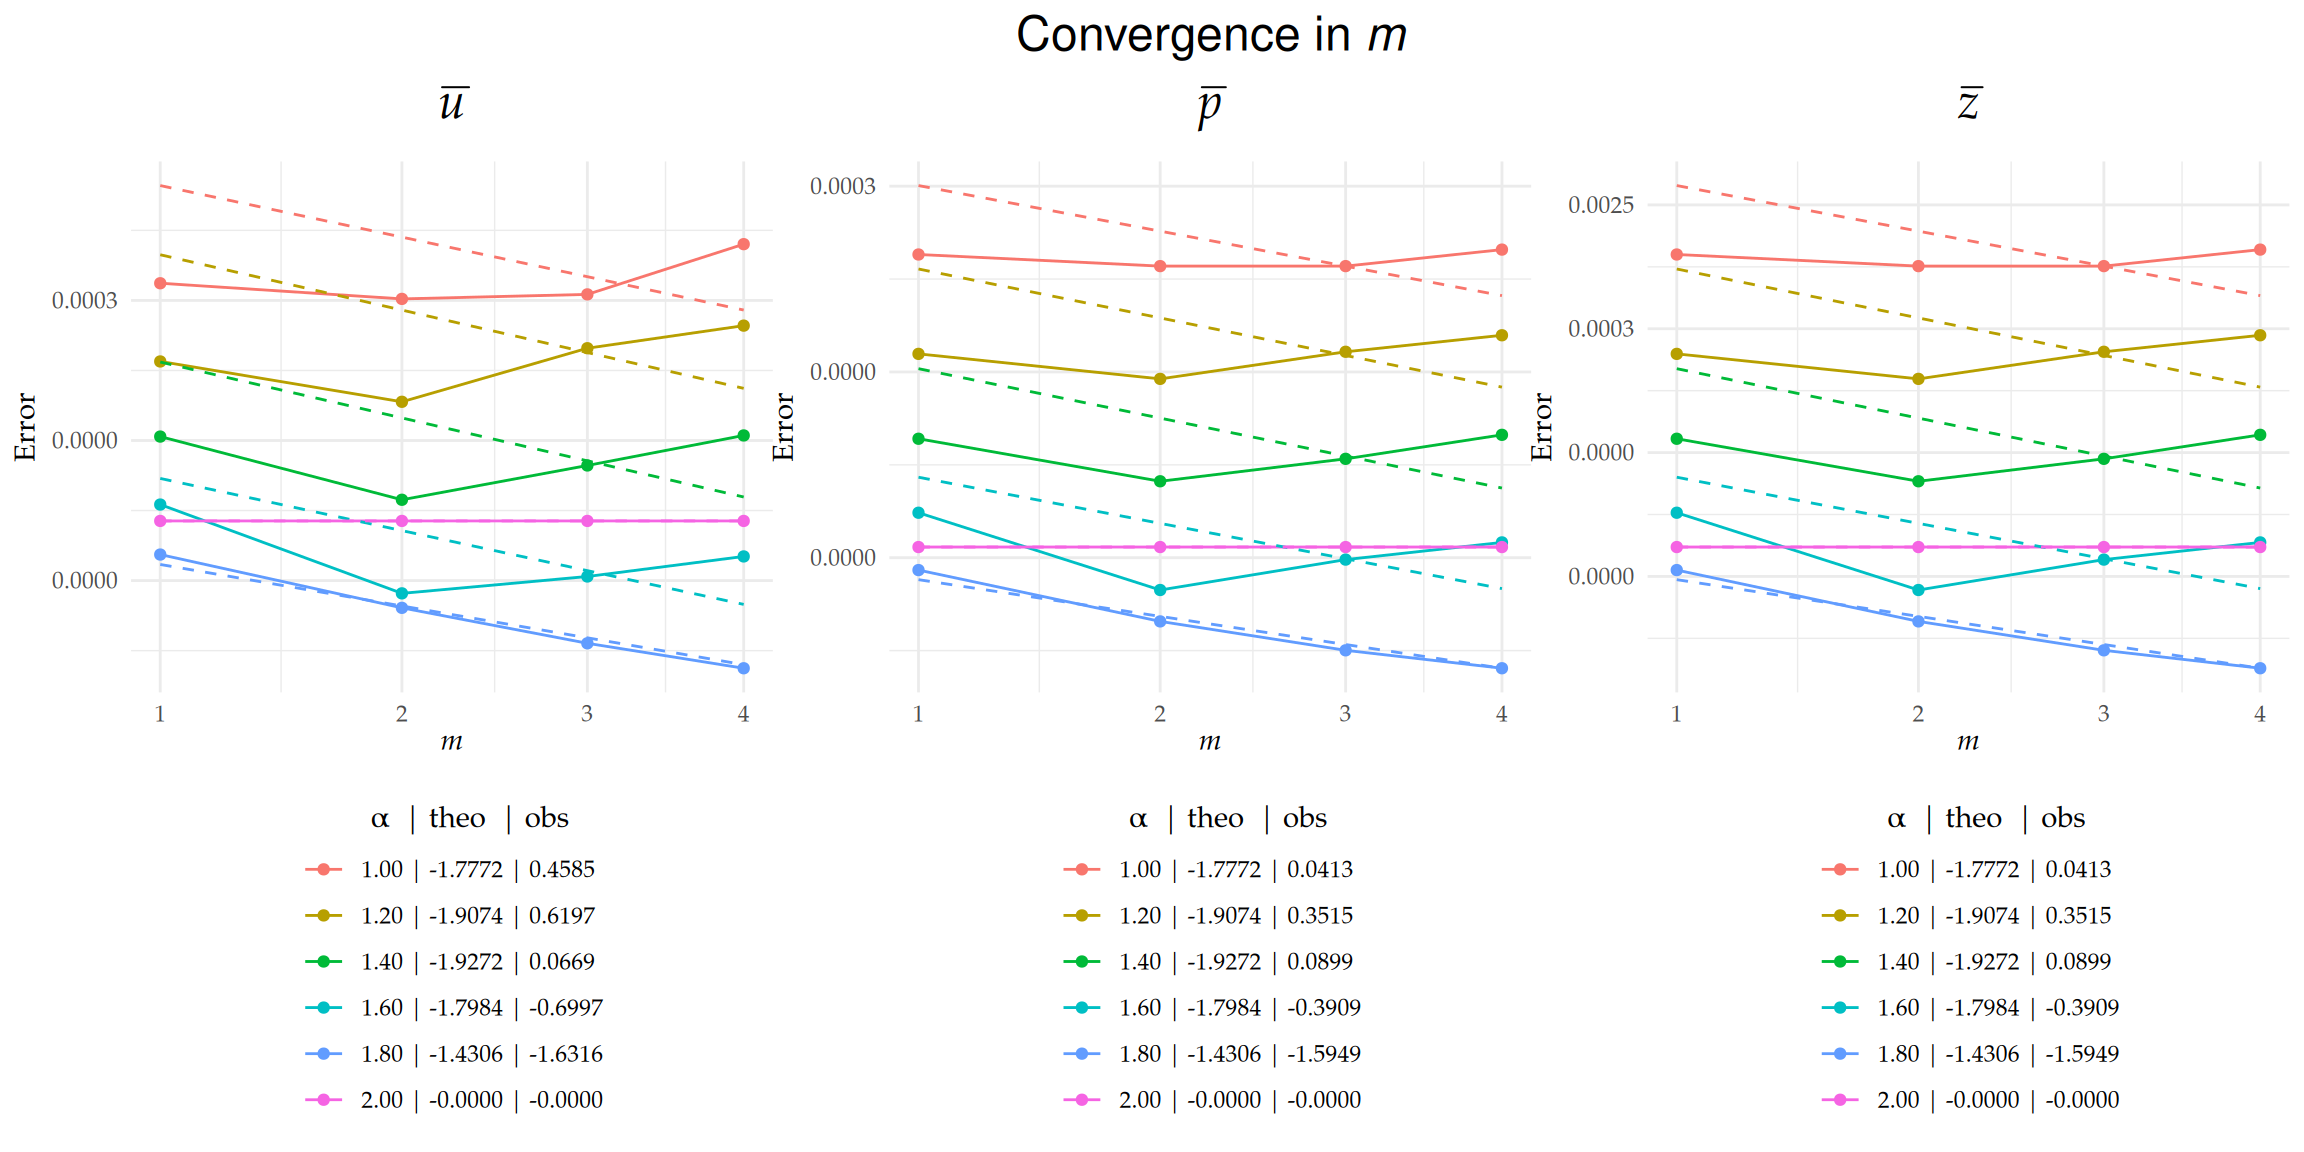 Convergence in m
u̅
0.0003
0.0000
0.0000
Error
1 2 3 4
m
α | theo | obs
1.00 | -1.7772 | 0.4585
1.20 | -1.9074 | 0.6197
1.40 | -1.9272 | 0.0669
1.60 | -1.7984 | -0.6997
1.80 | -1.4306 | -1.6316
2.00 | -0.0000 | -0.0000
p̅
0.0003
0.0000
0.0000
Error
1 2 3 4
m
α | theo | obs
1.00 | -1.7772 | 0.0413
1.20 | -1.9074 | 0.3515
1.40 | -1.9272 | 0.0899
1.60 | -1.7984 | -0.3909
1.80 | -1.4306 | -1.5949
2.00 | -0.0000 | -0.0000
z̅
0.0025
0.0003
0.0000
0.0000
Error
1 2 3 4
m
α | theo | obs
1.00 | -1.7772 | 0.0413
1.20 | -1.9074 | 0.3515
1.40 | -1.9272 | 0.0899
1.60 | -1.7984 | -0.3909
1.80 | -1.4306 | -1.5949
2.00 | -0.0000 | -0.0000